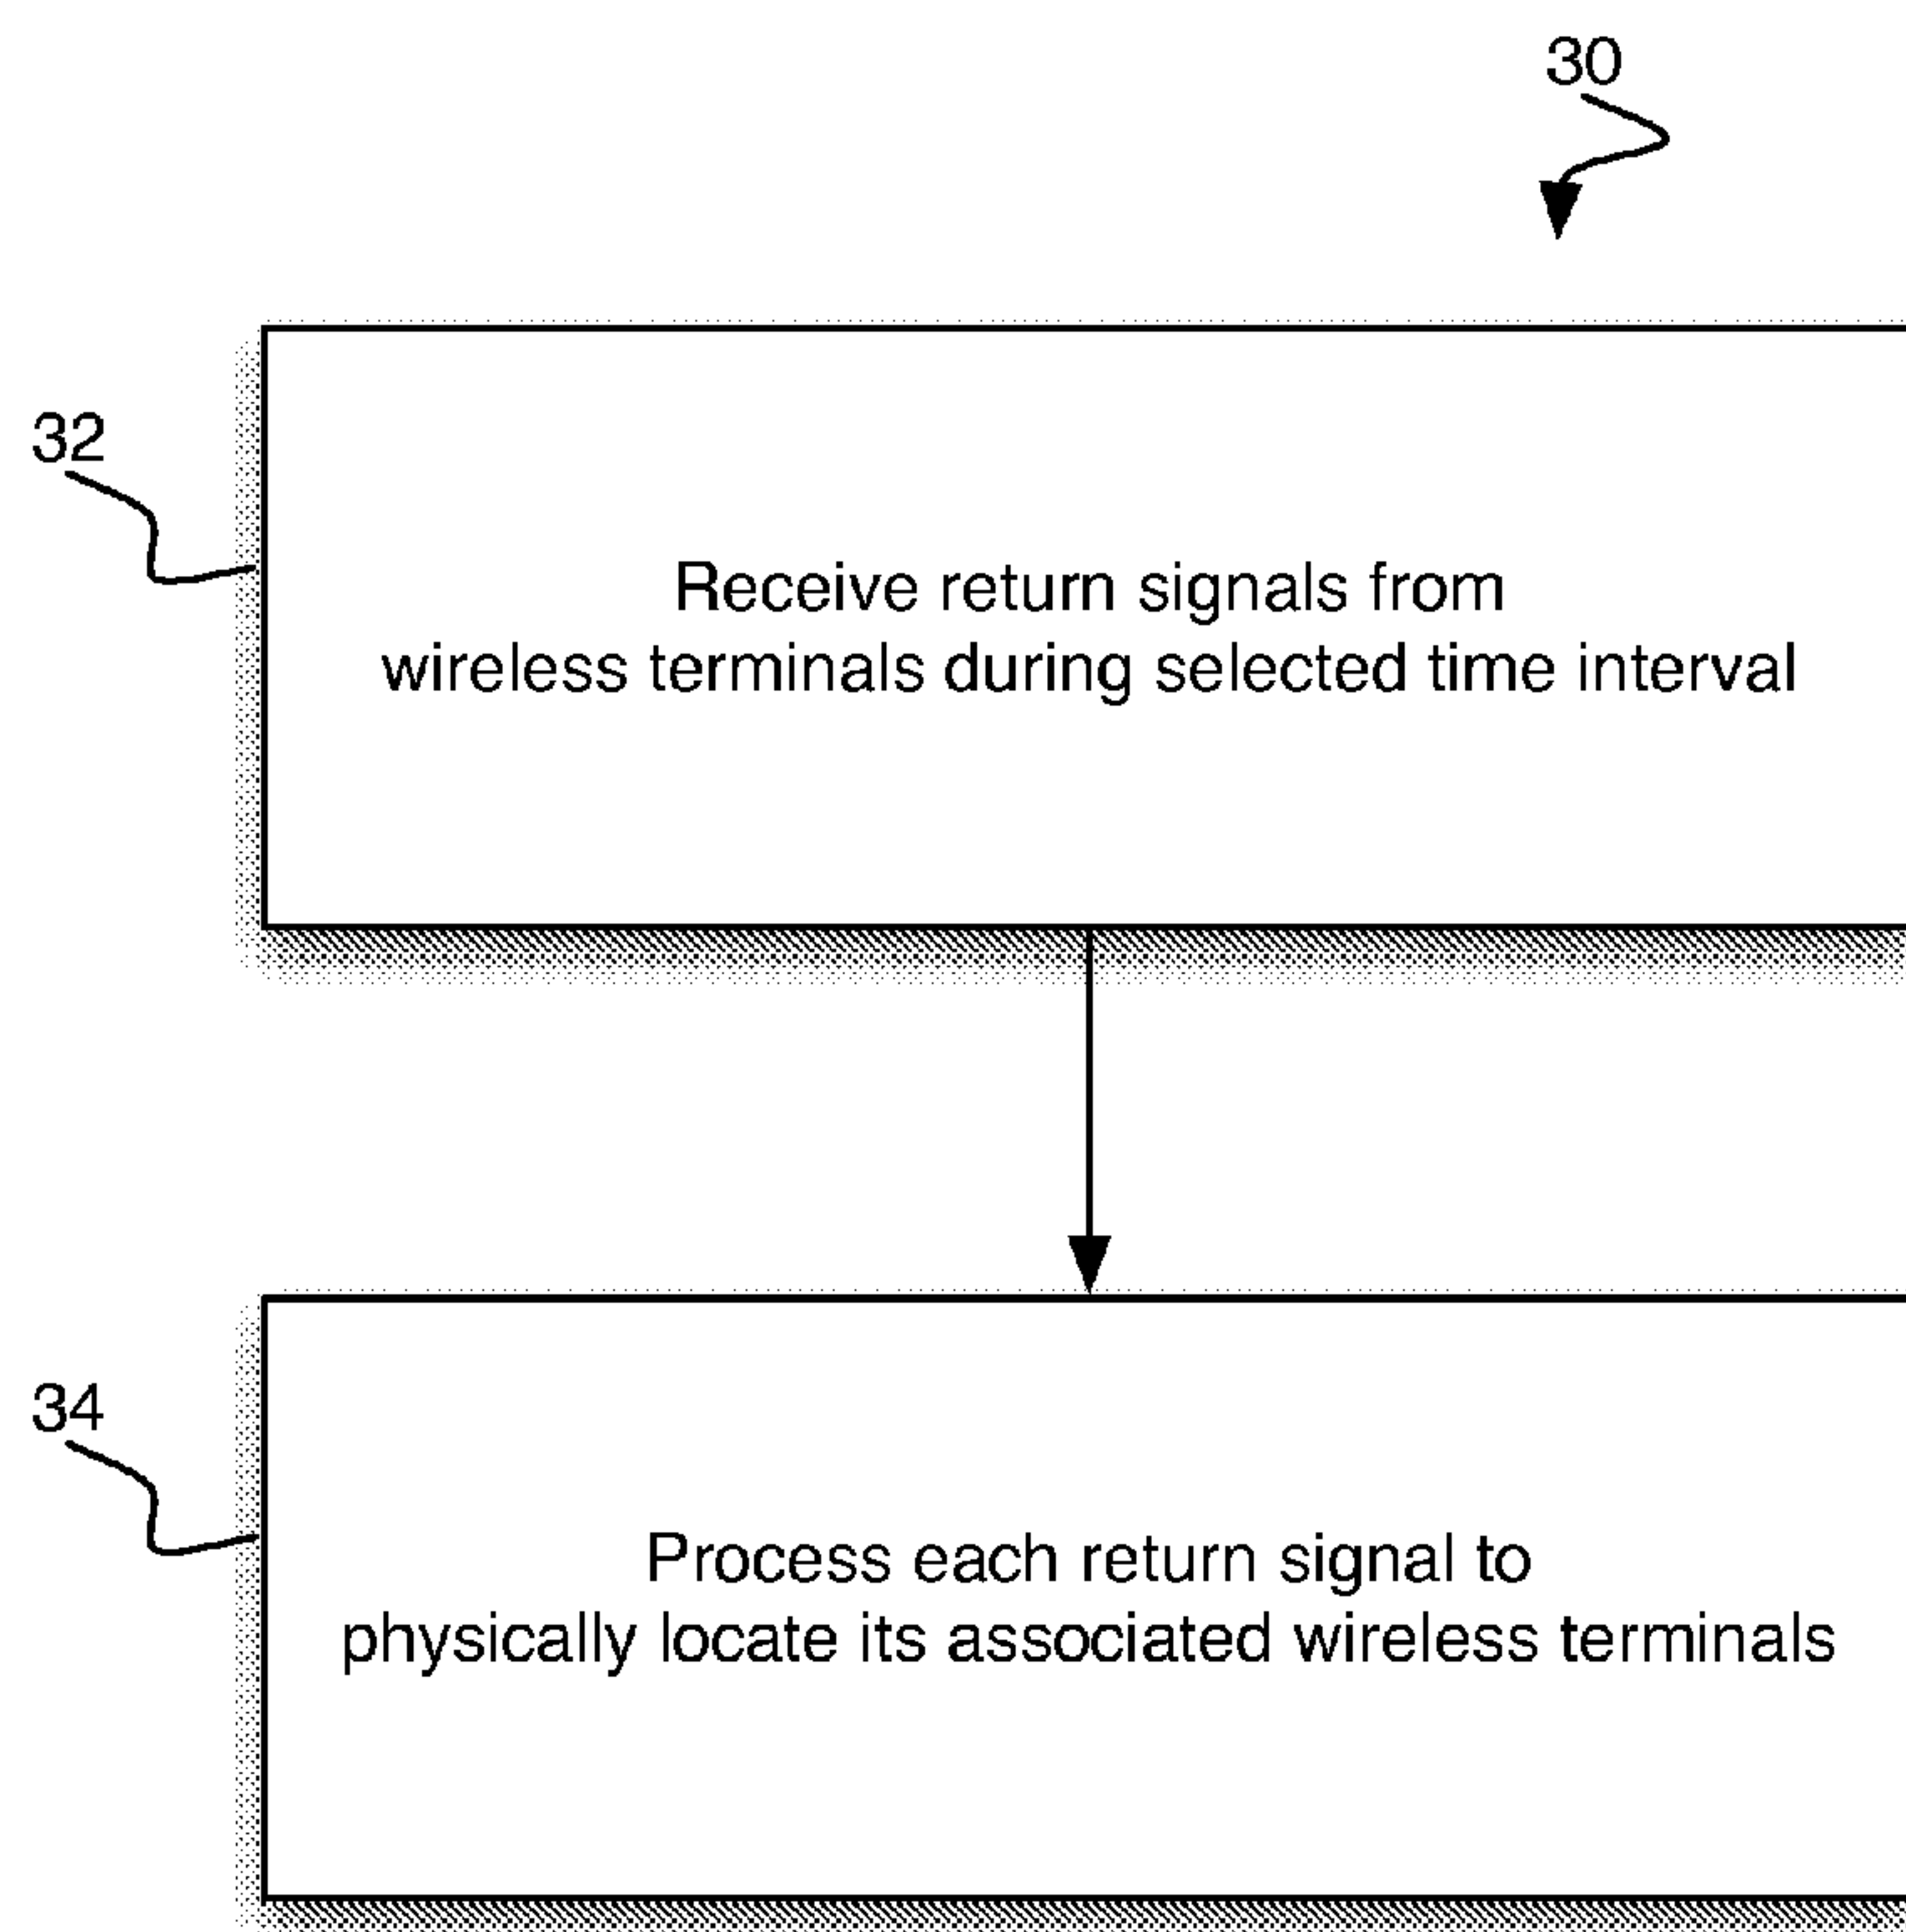 30
32
Receive return signals from
wireless terminals during selected time interval
34
Process each return signal to
physically locate its associated wireless terminals